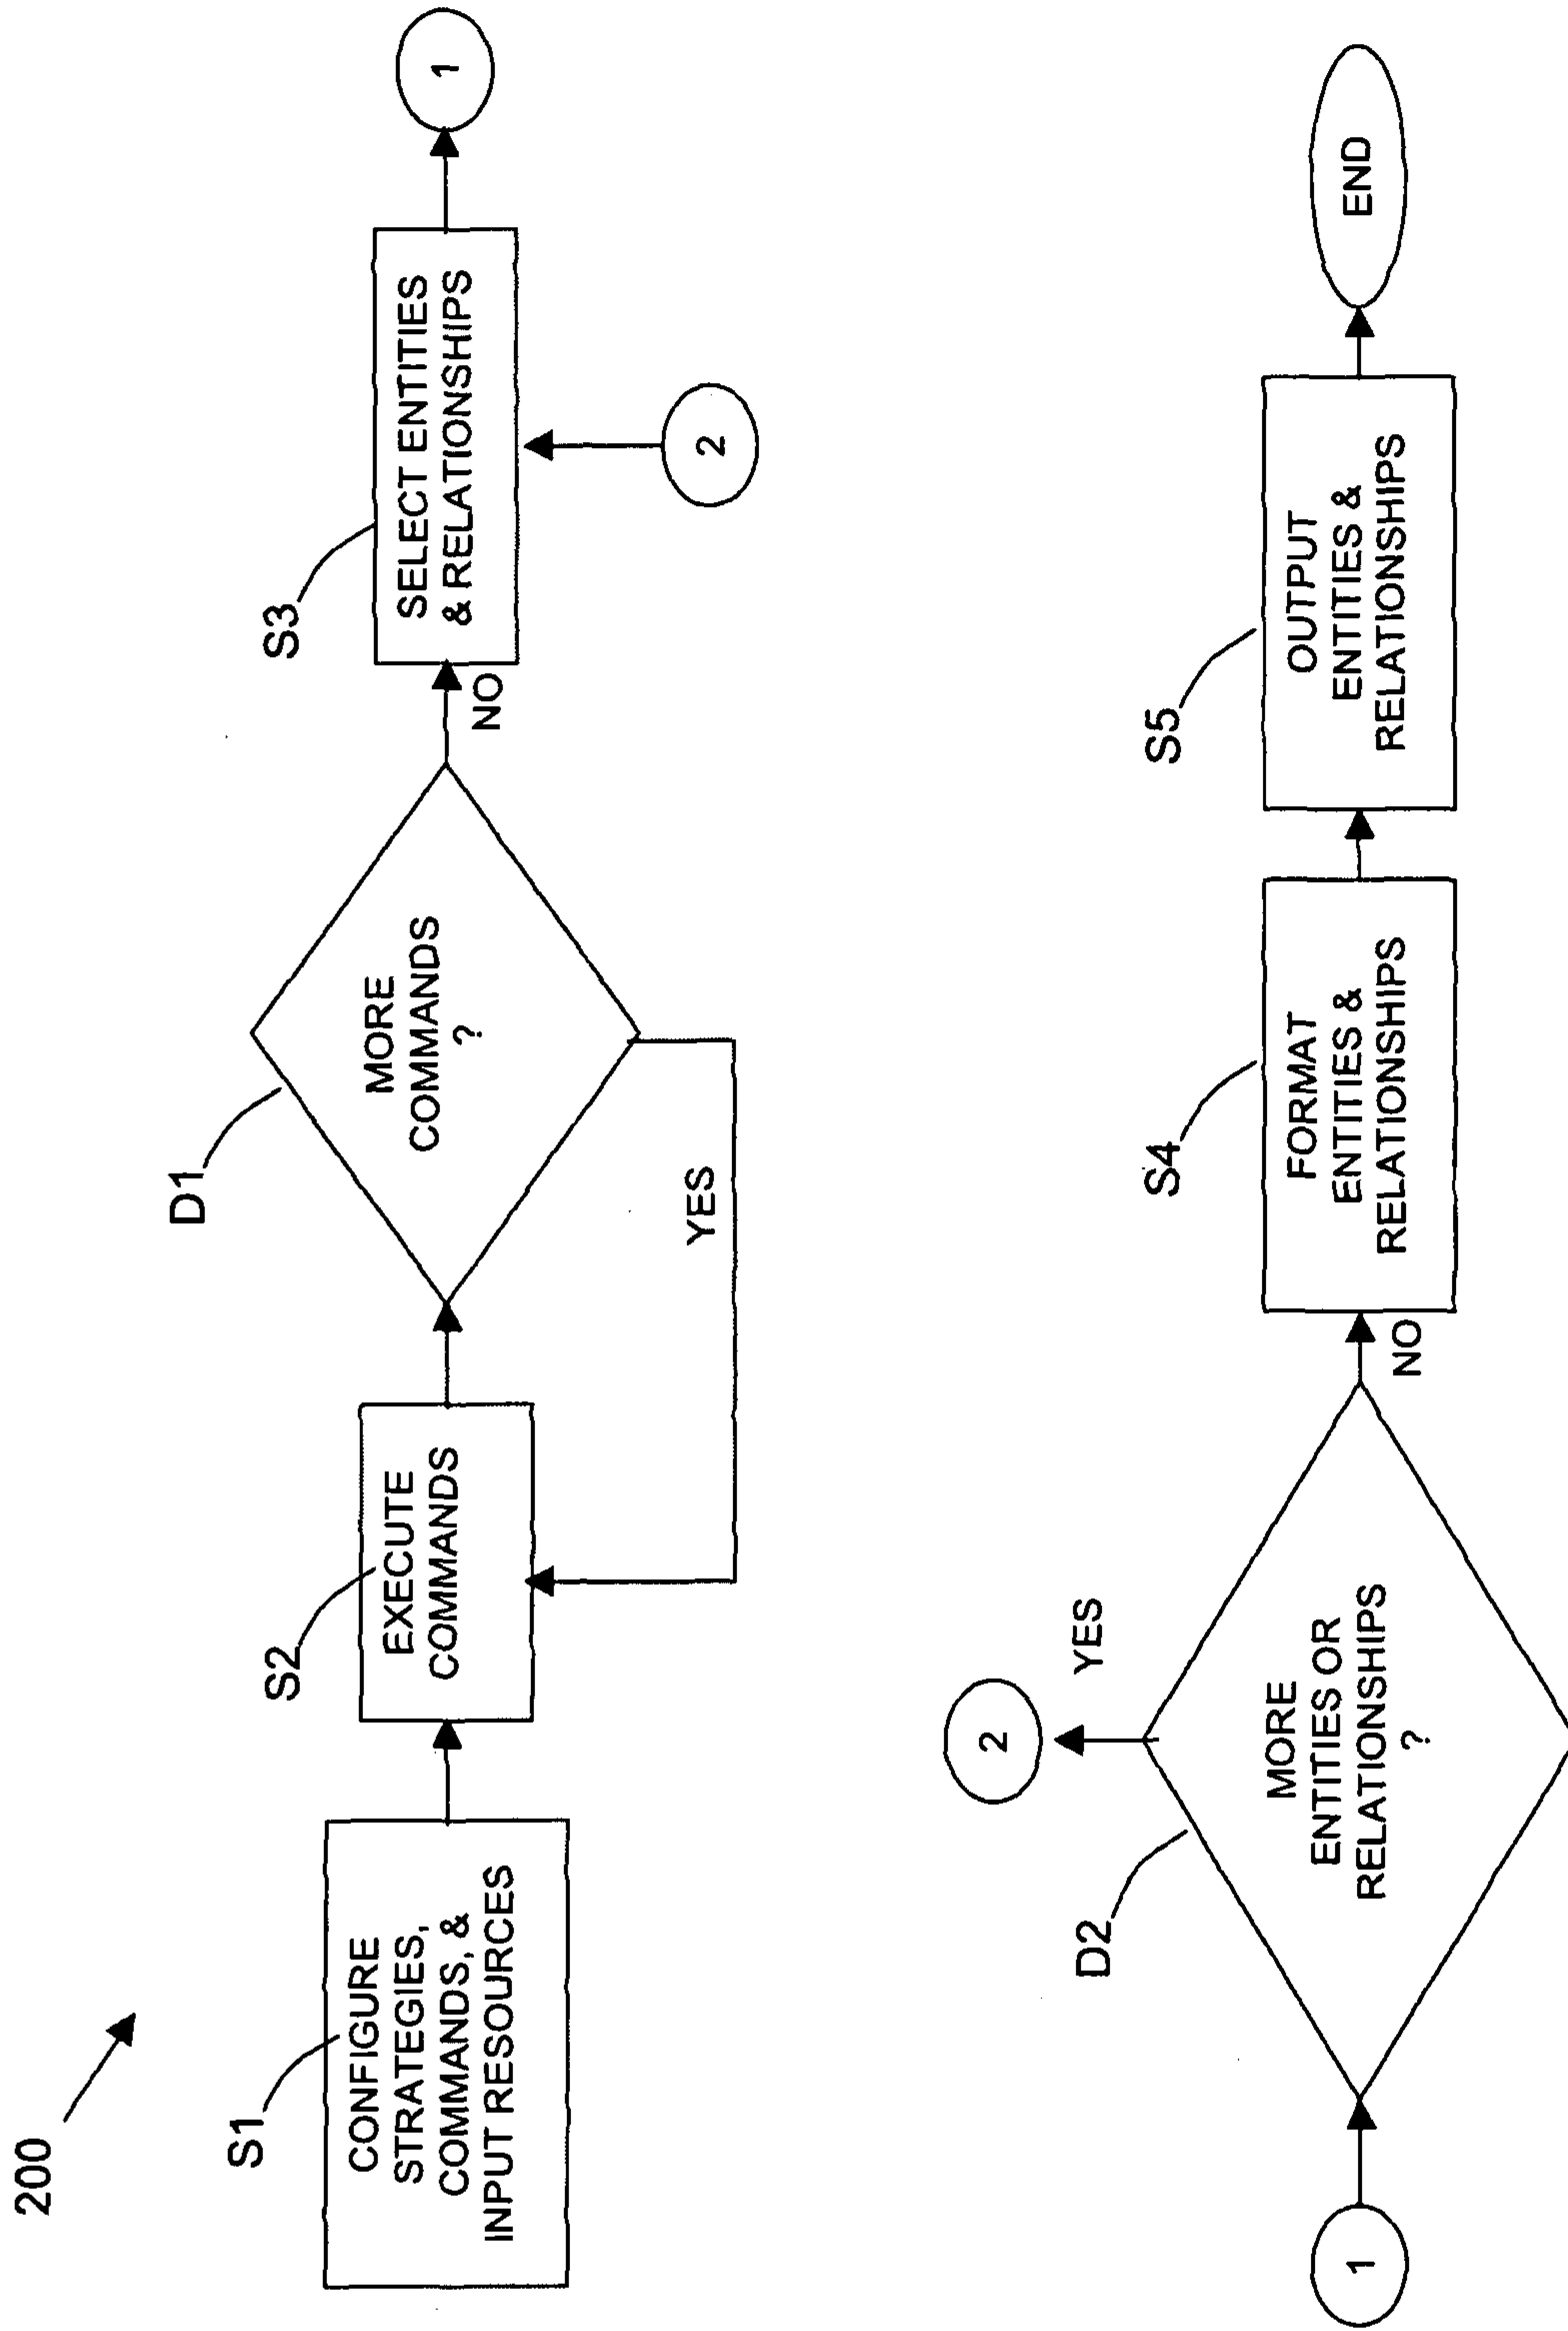 200
S1
CONFIGURE
STRATEGIES,
COMMANDS, &
INPUT RESOURCES
S2
EXECUTE
COMMANDS
D1
MORE
COMMANDS
?
YES
NO
S3
SELECT ENTITIES
& RELATIONSHIPS
2
1
1
D2
MORE
ENTITIES OR
RELATIONSHIPS
?
YES
2
NO
S4
FORMAT
ENTITIES &
RELATIONSHIPS
S5
OUTPUT
ENTITIES &
RELATIONSHIPS
END